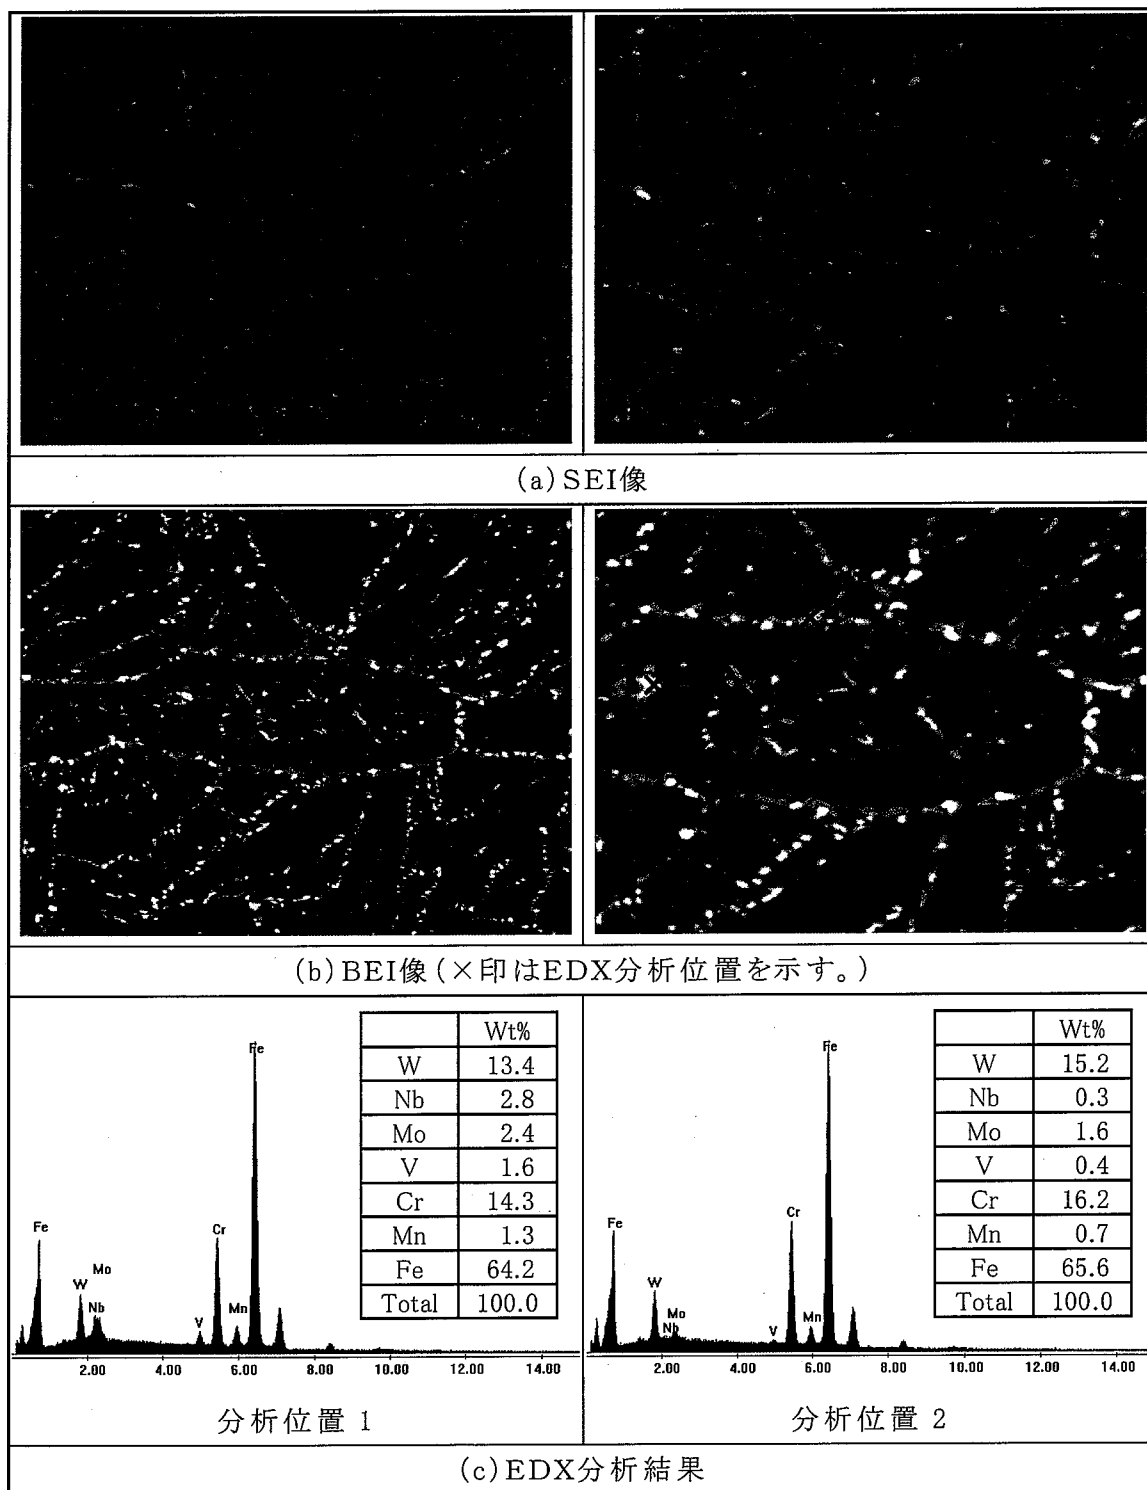 (a)SEI像
(b)BEI像(×印はEDX分析位置を示す。)
Wt%
W 13.4
Nb 2.8
Mo 2.4
V 1.6
Cr 14.3
Mn 1.3
Fe 64.2
Total 100.0
Fe
Fe
Cr
Mo
W
Nb
V
Mn
2.00 4.00 6.00 8.00 10.00 12.00 14.00
分析位置 1
Wt%
W 15.2
Nb 0.3
Mo 1.6
V 0.4
Cr 16.2
Mn 0.7
Fe 65.6
Total 100.0
Fe
Fe
Cr
W
Mo
Nb
V
Mn
2.00 4.00 6.00 8.00 10.00 12.00 14.00
分析位置 2
(c)EDX分析結果